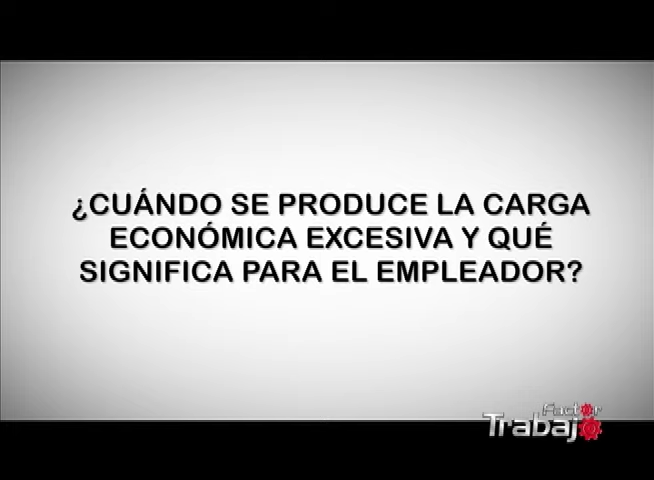 ¿CUÁNDO SE PRODUCE LA CARGA
ECONÓMICA EXCESIVA Y QUÉ
SIGNIFICA PARA EL EMPLEADOR?
Factor
Trabajo